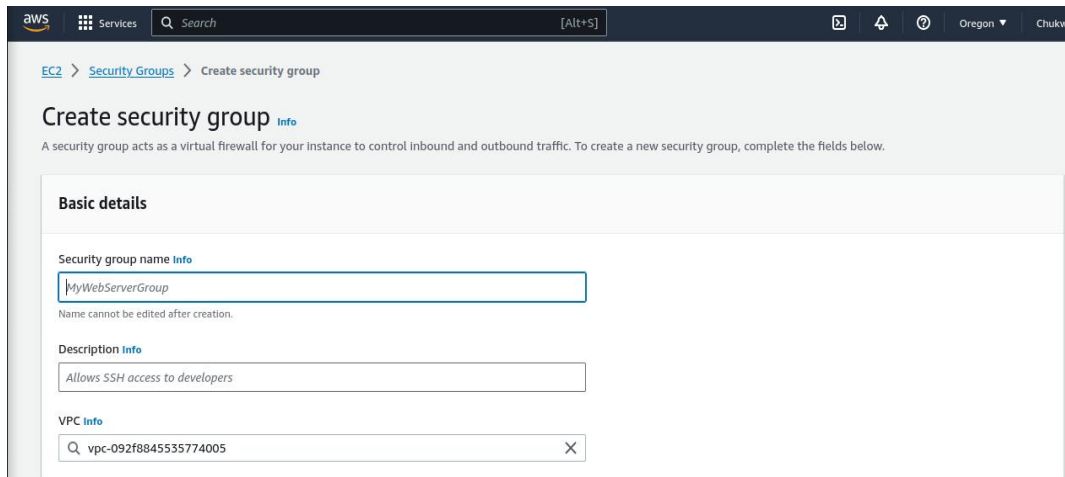 aws Services Search [Alt+S] Oregon Chukw
EC2 > Security Groups > Create security group
Create security group Info
A security group acts as a virtual firewall for your instance to control inbound and outbound traffic. To create a new security group, complete the fields below.
Basic details
Security group name Info
MyWebServerGroup
Name cannot be edited after creation.
Description Info
Allows SSH access to developers
VPC Info
vpc-092f8845535774005